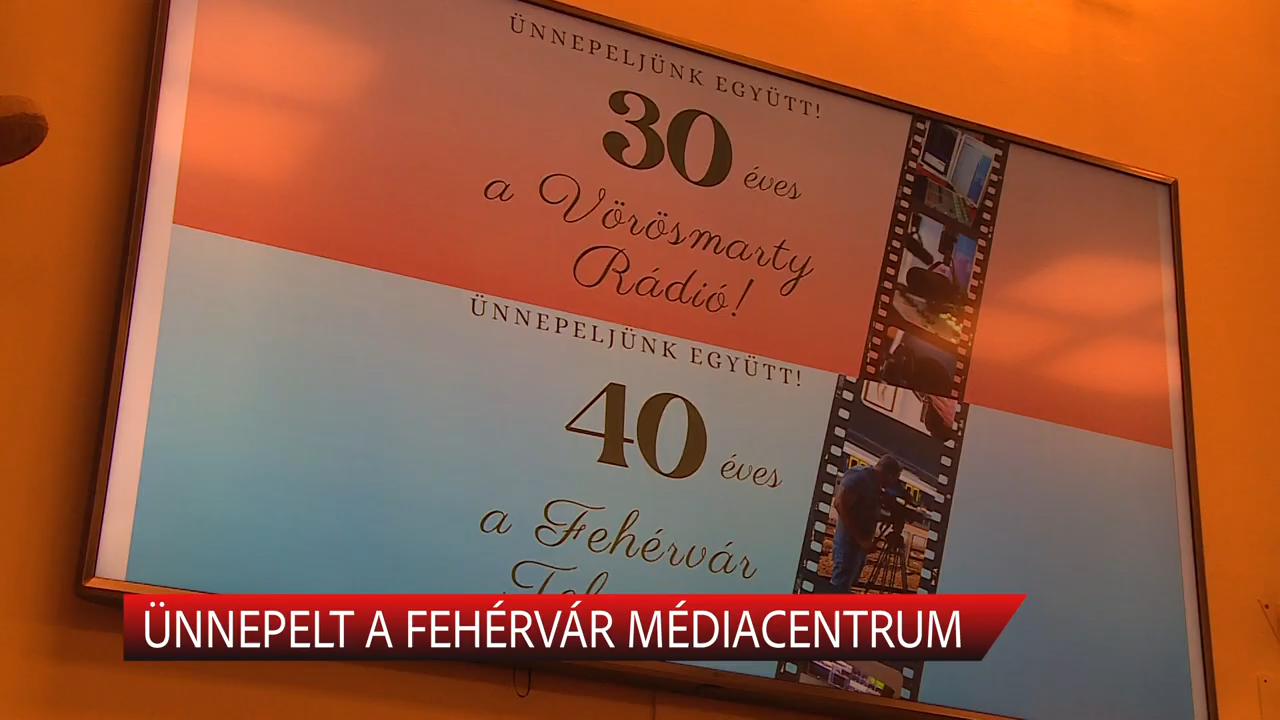 ÜNNEPELJÜNK EGYÜTT!
30 éves
a Vörösmarty
Rádió!
ÜNNEPELJÜNK EGYÜTT!
40 éves
a Fehérvár
ÜNNEPELT A FEHÉRVÁR MÉDIACENTRUM